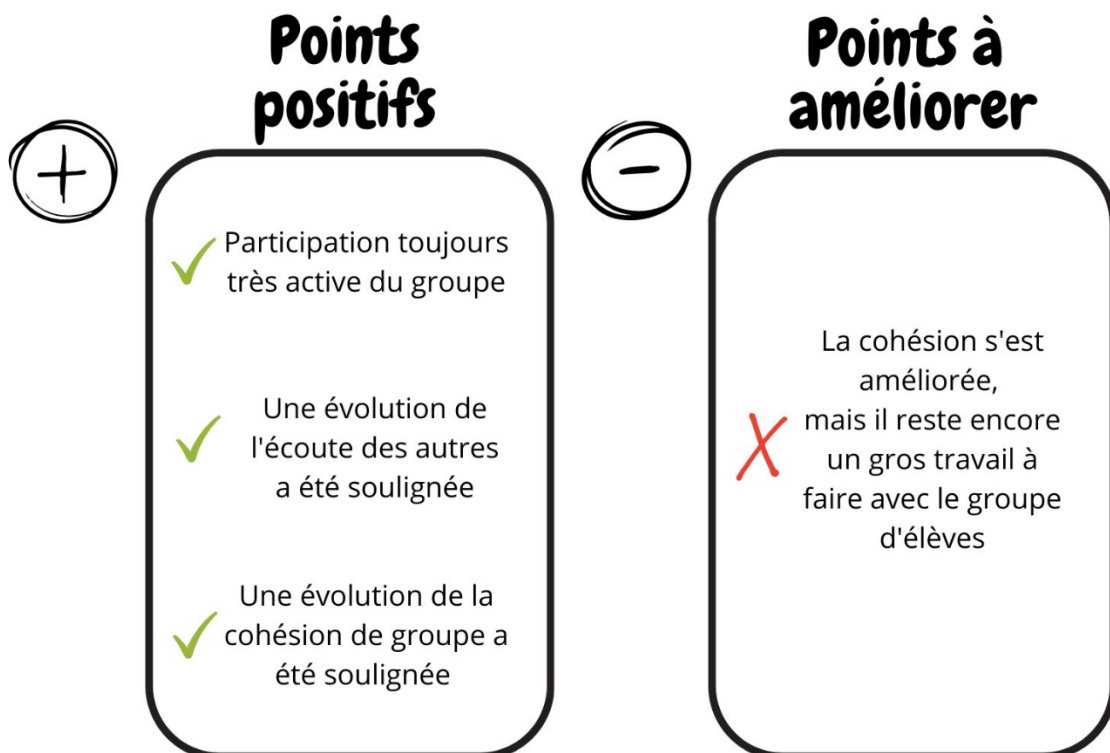 Points
positifs
+
Participation toujours
très active du groupe
Une évolution de
l'écoute des autres
a été soulignée
Une évolution de la
cohésion de groupe a
été soulignée
Points à
améliorer
-
La cohésion s'est
améliorée,
mais il reste encore
un gros travail à
faire avec le groupe
d'élèves